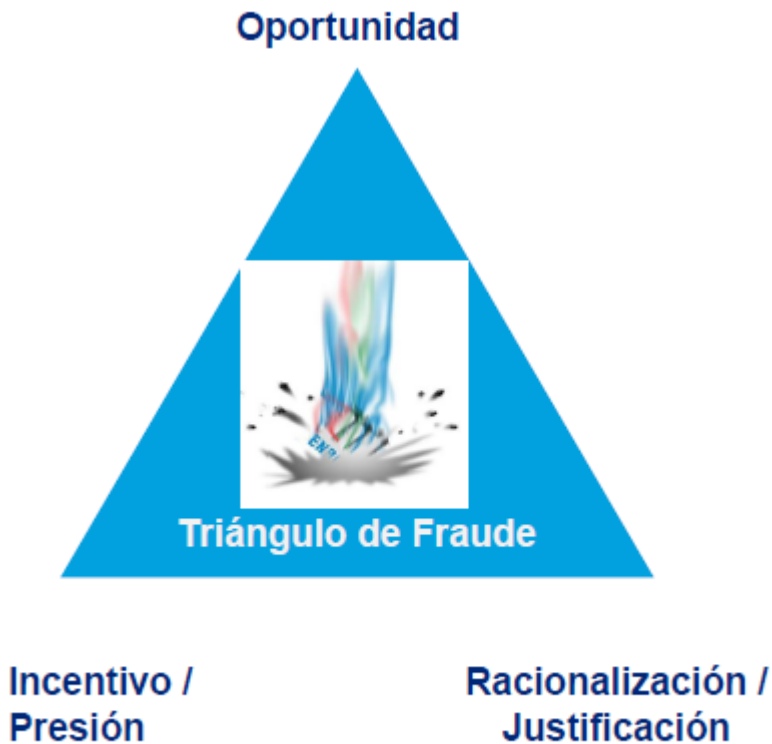 Oportunidad
Triángulo de Fraude
Incentivo /
Presión
Racionalización /
Justificación